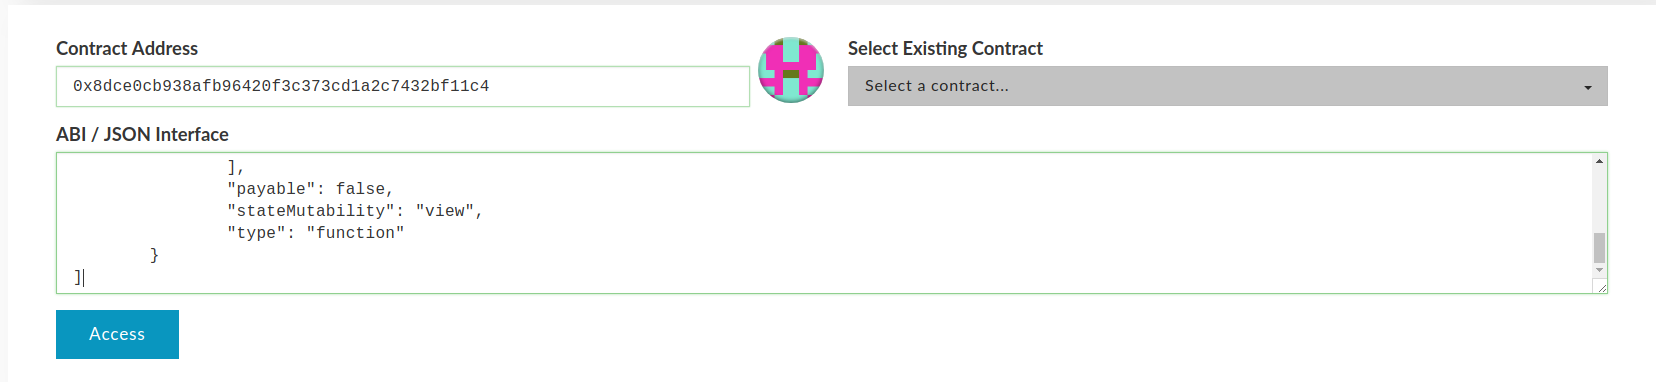 Contract Address
0x8dce0cb938afb96420f3c373cd1a2c7432bf11c4
Select Existing Contract
Select a contract...
ABI / JSON Interface
],
"payable": false,
"stateMutability": "view",
"type": "function"
}
]
Access